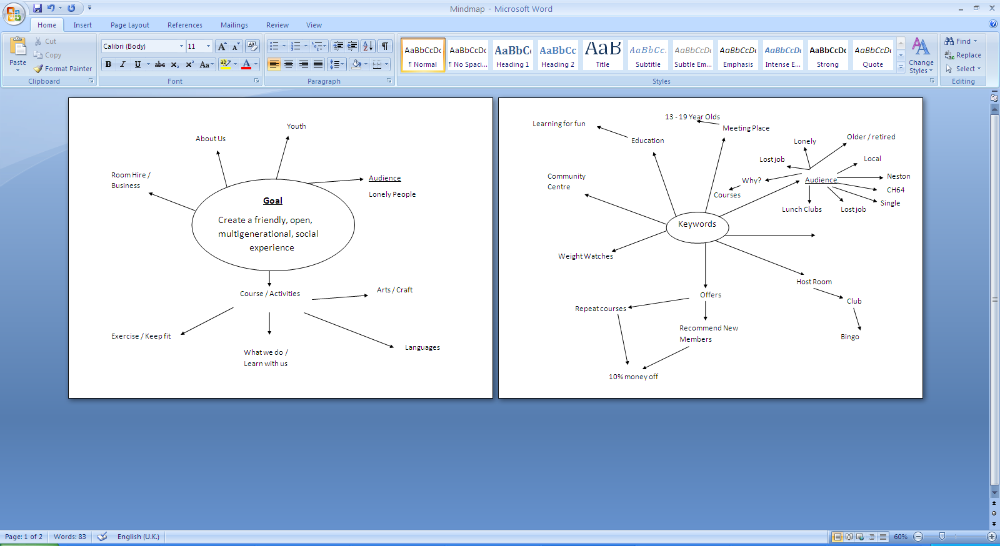 Mindmap - Microsoft Word
Home Insert Page Layout References Mailings Review View
Paste
Cut
Copy
Format Painter
Clipboard
Calibri (Body) 11
Font
Paragraph
AaBbCcDc AaBbCcDc AaBbCc AaBbCc AaB AaBbCc. AaBbCcDc AaBbCcDc AaBbCcDc AaBbCcDc AaBbCcDc
¶ Normal ¶ No Spaci... Heading 1 Heading 2 Title Subtitle Subtle Em... Emphasis Intense E... Strong Quote
Change
Styles
Styles
Find
Replace
Select
Editing
Youth
About Us
Room Hire /
Business
Audience
Lonely People
Goal
Create a friendly, open,
multigenerational, social
experience
Course / Activities
Arts / Craft
Exercise / Keep fit
What we do /
Learn with us
Languages
13 - 19 Year Olds
Learning for fun
Meeting Place
Education
Older / retired
Lonely
Lost job
Local
Community
Centre
Why?
Audience
Neston
Courses
CH64
Single
Lunch Clubs
Lost job
Keywords
Weight Watches
Host Room
Offers
Club
Repeat courses
Recommend New
Members
Bingo
10% money off
Page: 1 of 2 Words: 83 English (U.K.) 60%